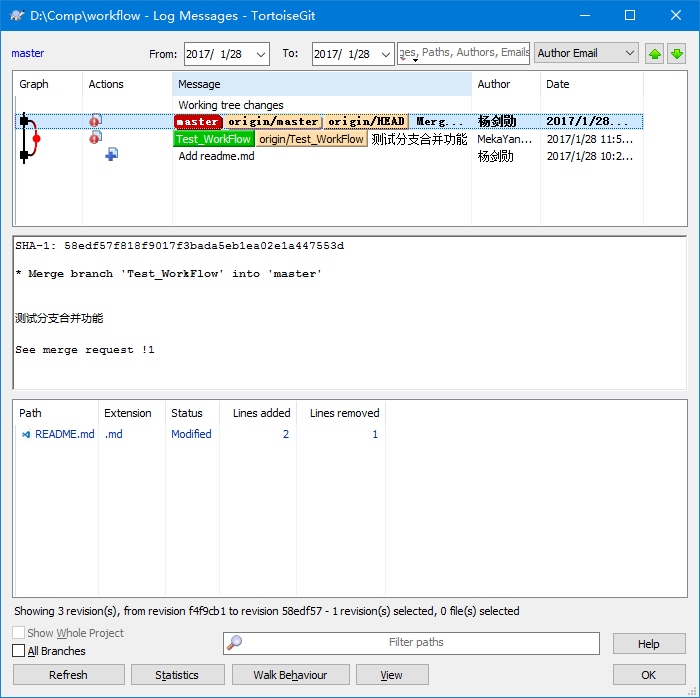 D:\Comp\workflow - Log Messages - TortoiseGit
master From: 2017/ 1/28 To: 2017/ 1/28 ges, Paths, Authors, Emails Author Email
Graph Actions Message Author Date
Working tree changes
master origin/master origin/HEAD Merg... 杨剑勋 2017/1/28...
Test_WorkFlow origin/Test_WorkFlow 测试分支合并功能 MekaYan... 2017/1/28 11:5...
Add readme.md 杨剑勋 2017/1/28 10:2...
SHA-1: 58edf57f818f9017f3bada5eb1ea02e1a447553d
* Merge branch 'Test_WorkFlow' into 'master'
测试分支合并功能
See merge request !1
Path Extension Status Lines added Lines removed
README.md .md Modified 2 1
Showing 3 revision(s), from revision f4f9cb1 to revision 58edf57 - 1 revision(s) selected, 0 file(s) selected
Show Whole Project
All Branches
Filter paths
Help
Refresh Statistics Walk Behaviour View OK